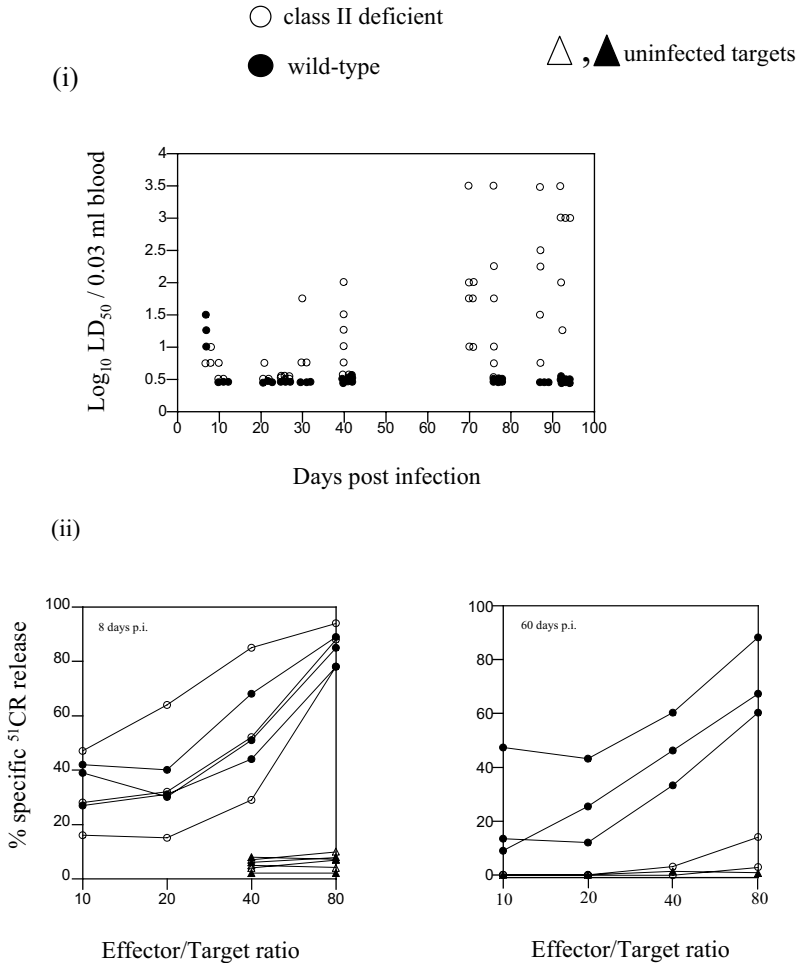 class II deficient
wild-type
, uninfected targets
(i)
Log10 LD50 / 0.03 ml blood
4
3.5
3
2
1.5
1
0.5
0
0 10 20 30 40 50 60 70 80 90 100
Days post infection
(ii)
% specific 51CR release
100
80
60
40
20
0
8 days p.i.
10 20 40 80
Effector/Target ratio
100
80
60
40
20
0
60 days p.i.
10 20 40 80
Effector/Target ratio